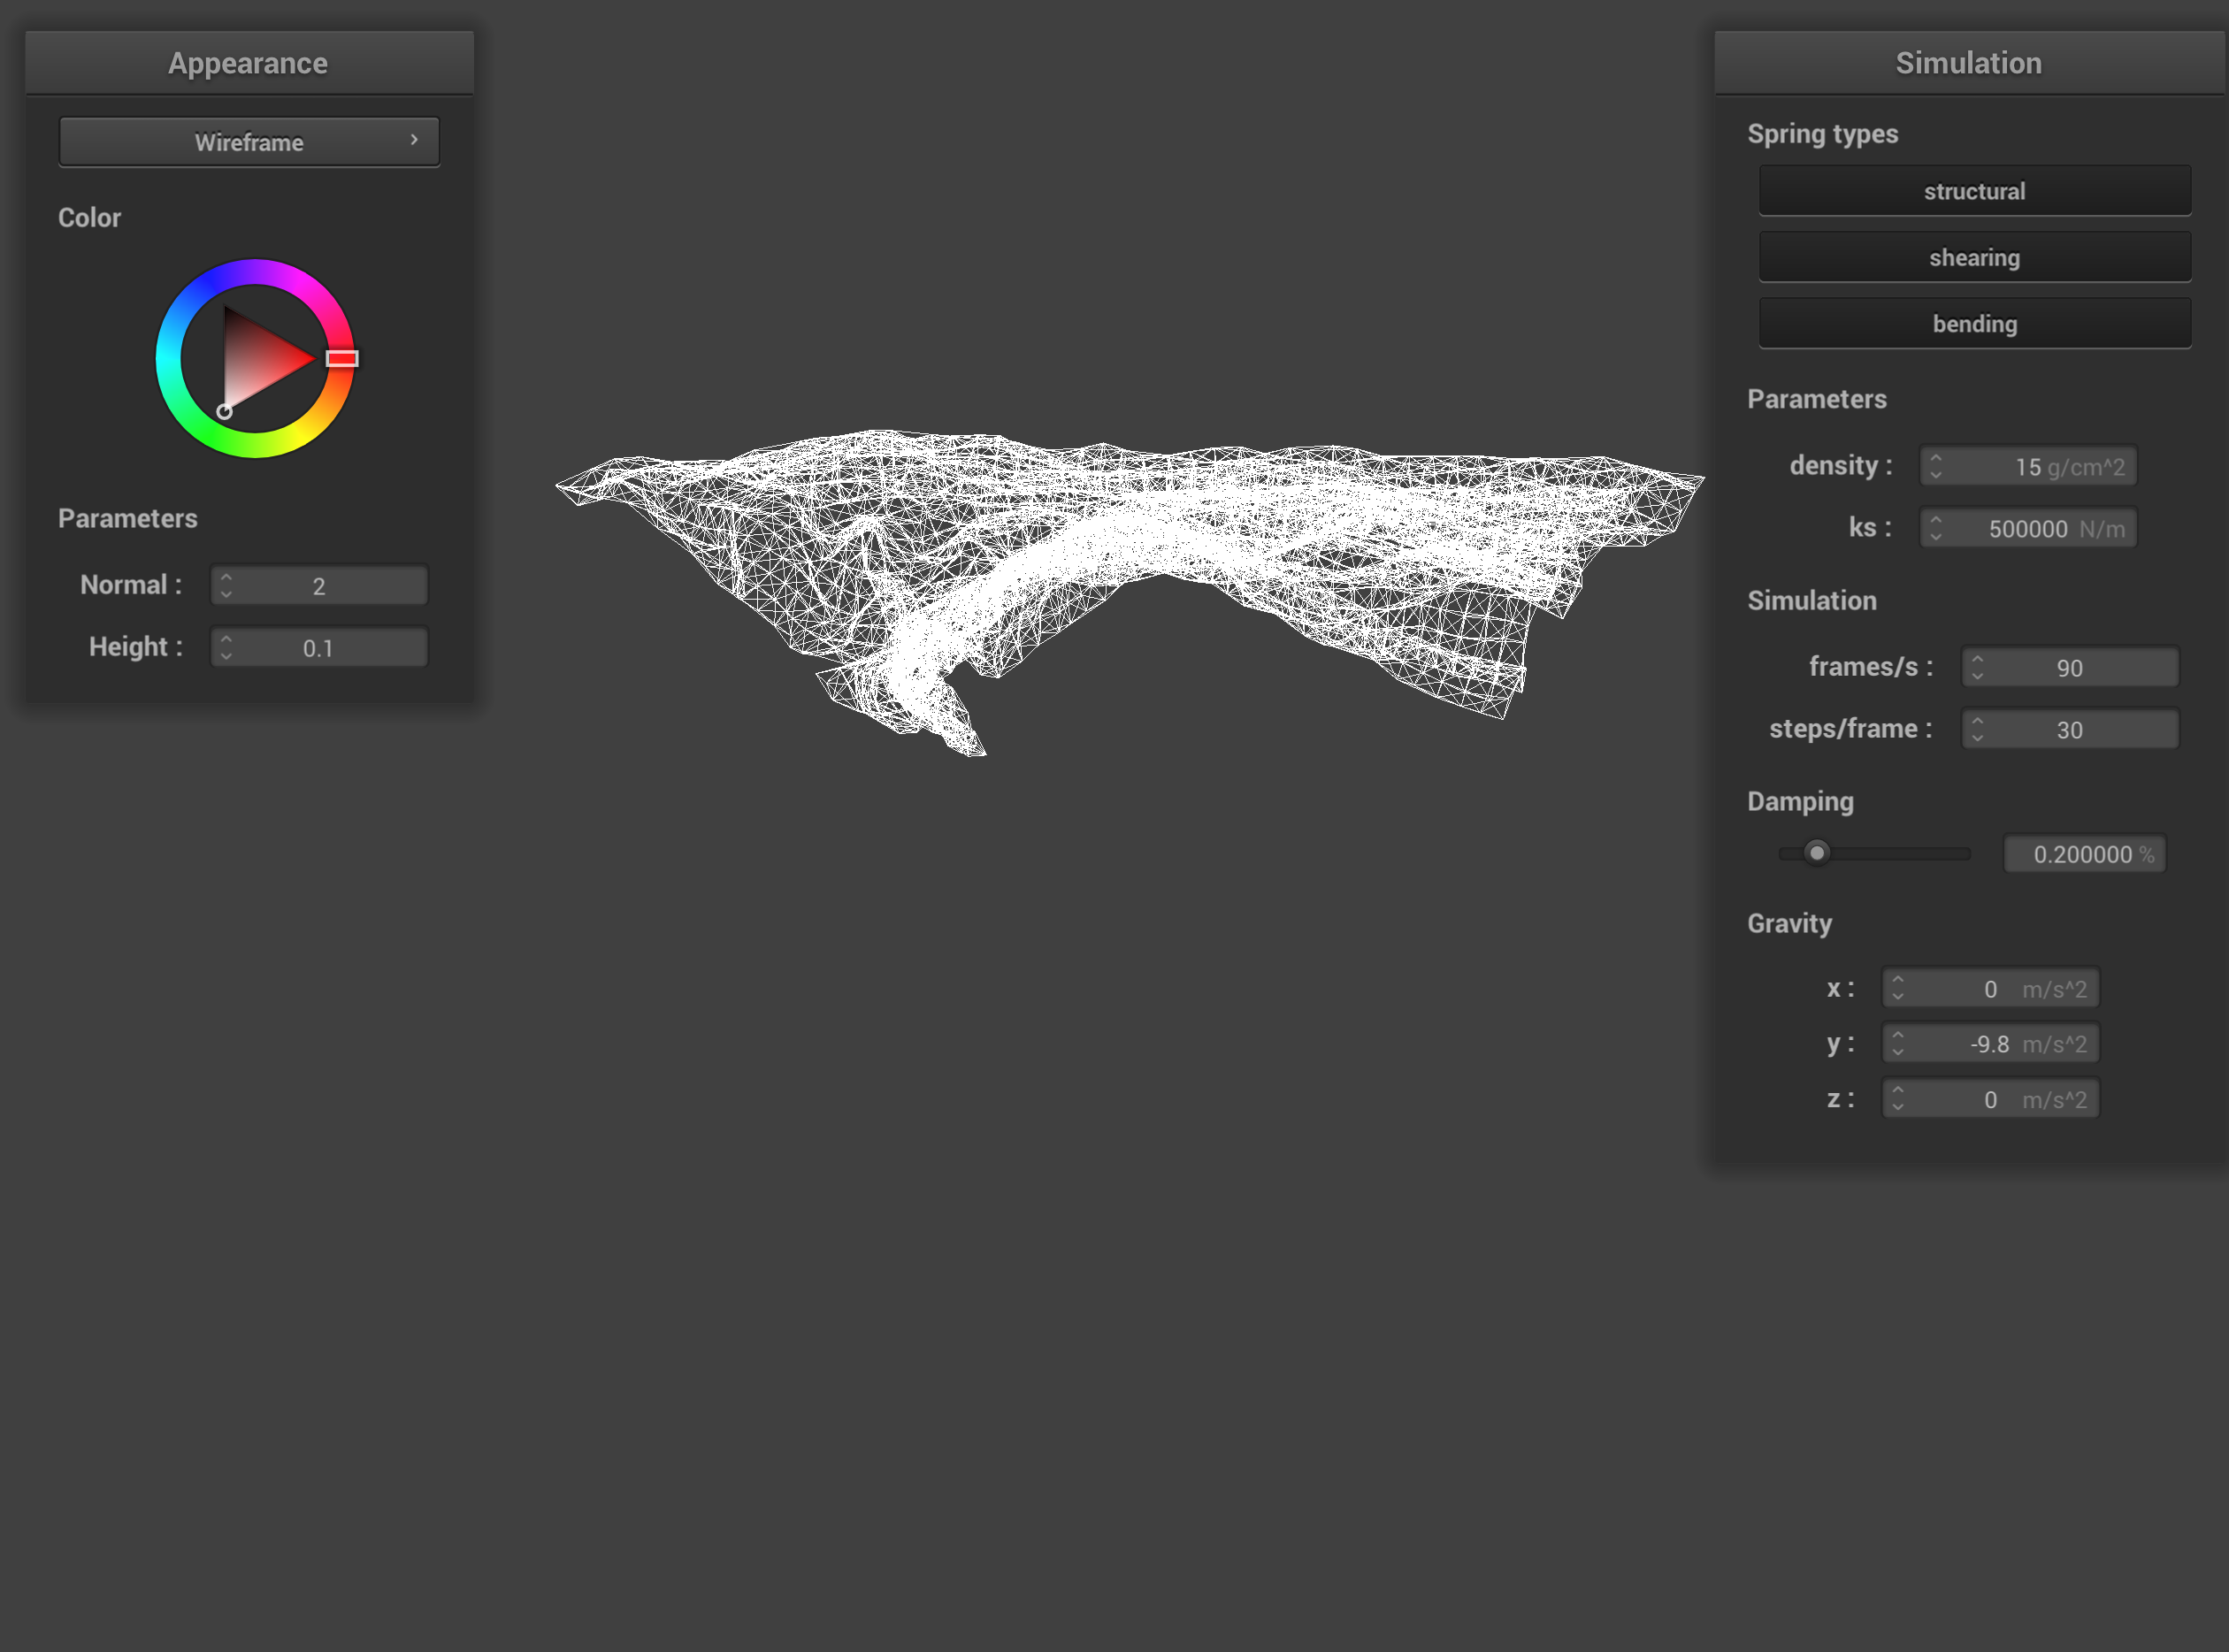 Appearance
Wireframe
Color
Parameters
Normal : 2
Height : 0.1
Simulation
Spring types
structural
shearing
bending
Parameters
density : 15 g/cm^2
ks : 500000 N/m
Simulation
frames/s : 90
steps/frame : 30
Damping
0.200000 %
Gravity
x : 0 m/s^2
y : -9.8 m/s^2
z : 0 m/s^2